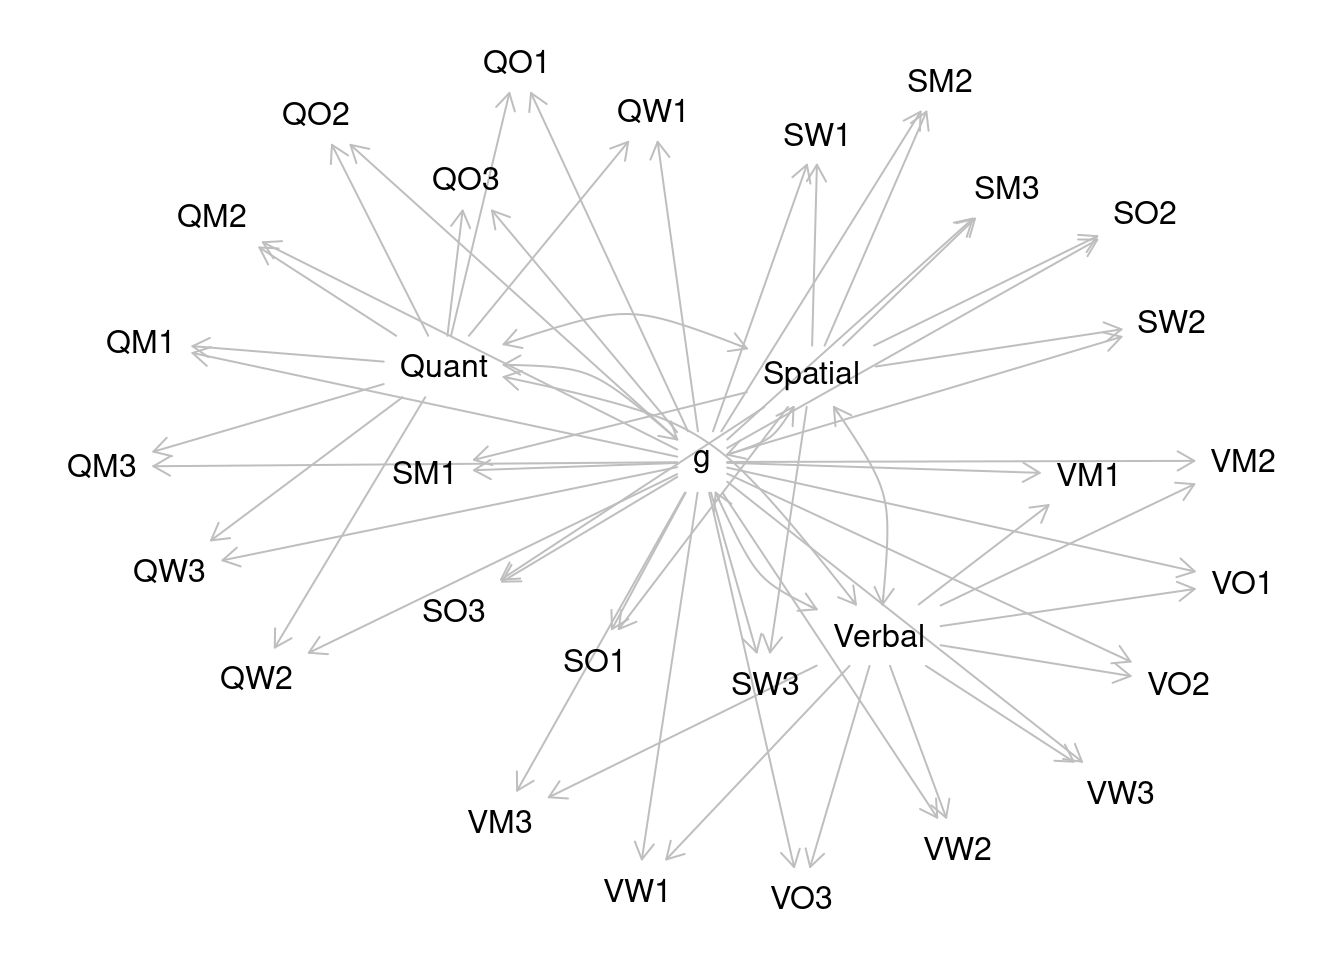 QO1
SM2
QO2
QW1
SW1
QO3
SM3
QM2
SO2
QM1
SW2
Quant
Spatial
g
QM3
SM1
VM1
VM2
QW3
VO1
SO3
Verbal
SO1
QW2
SW3
VO2
VW3
VM3
VW2
VW1
VO3